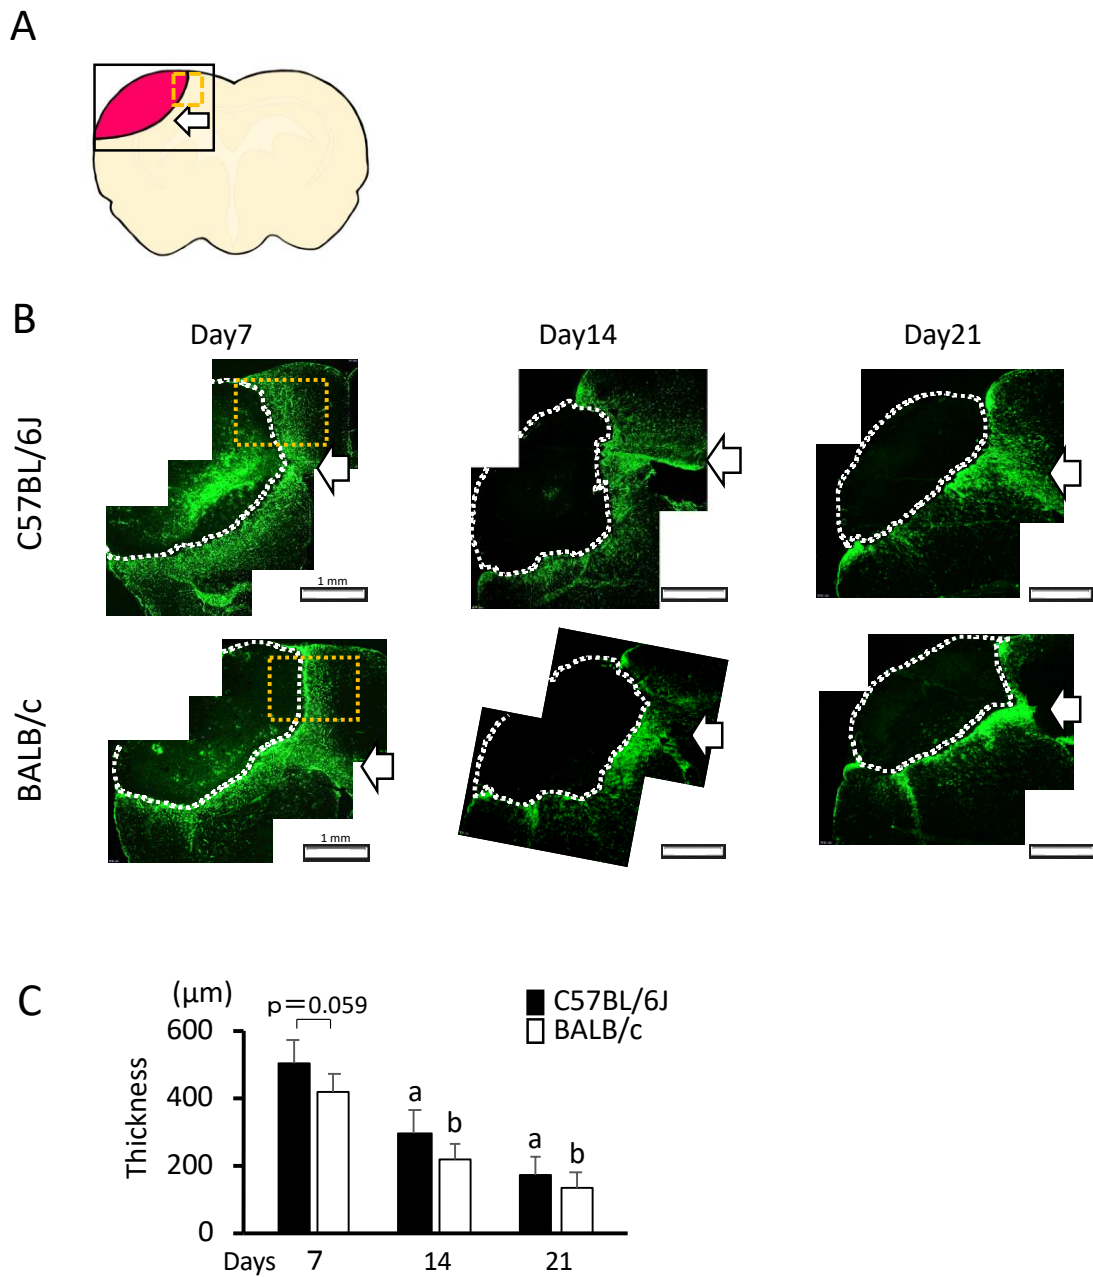 A
B
Day7 Day14 Day21
C57BL/6J
1 mm
BALB/c
1 mm
C
(μm)
p＝0.059
C57BL/6J
BALB/c
Thickness
600
400
200
0
a
b
a
b
Days 7 14 21